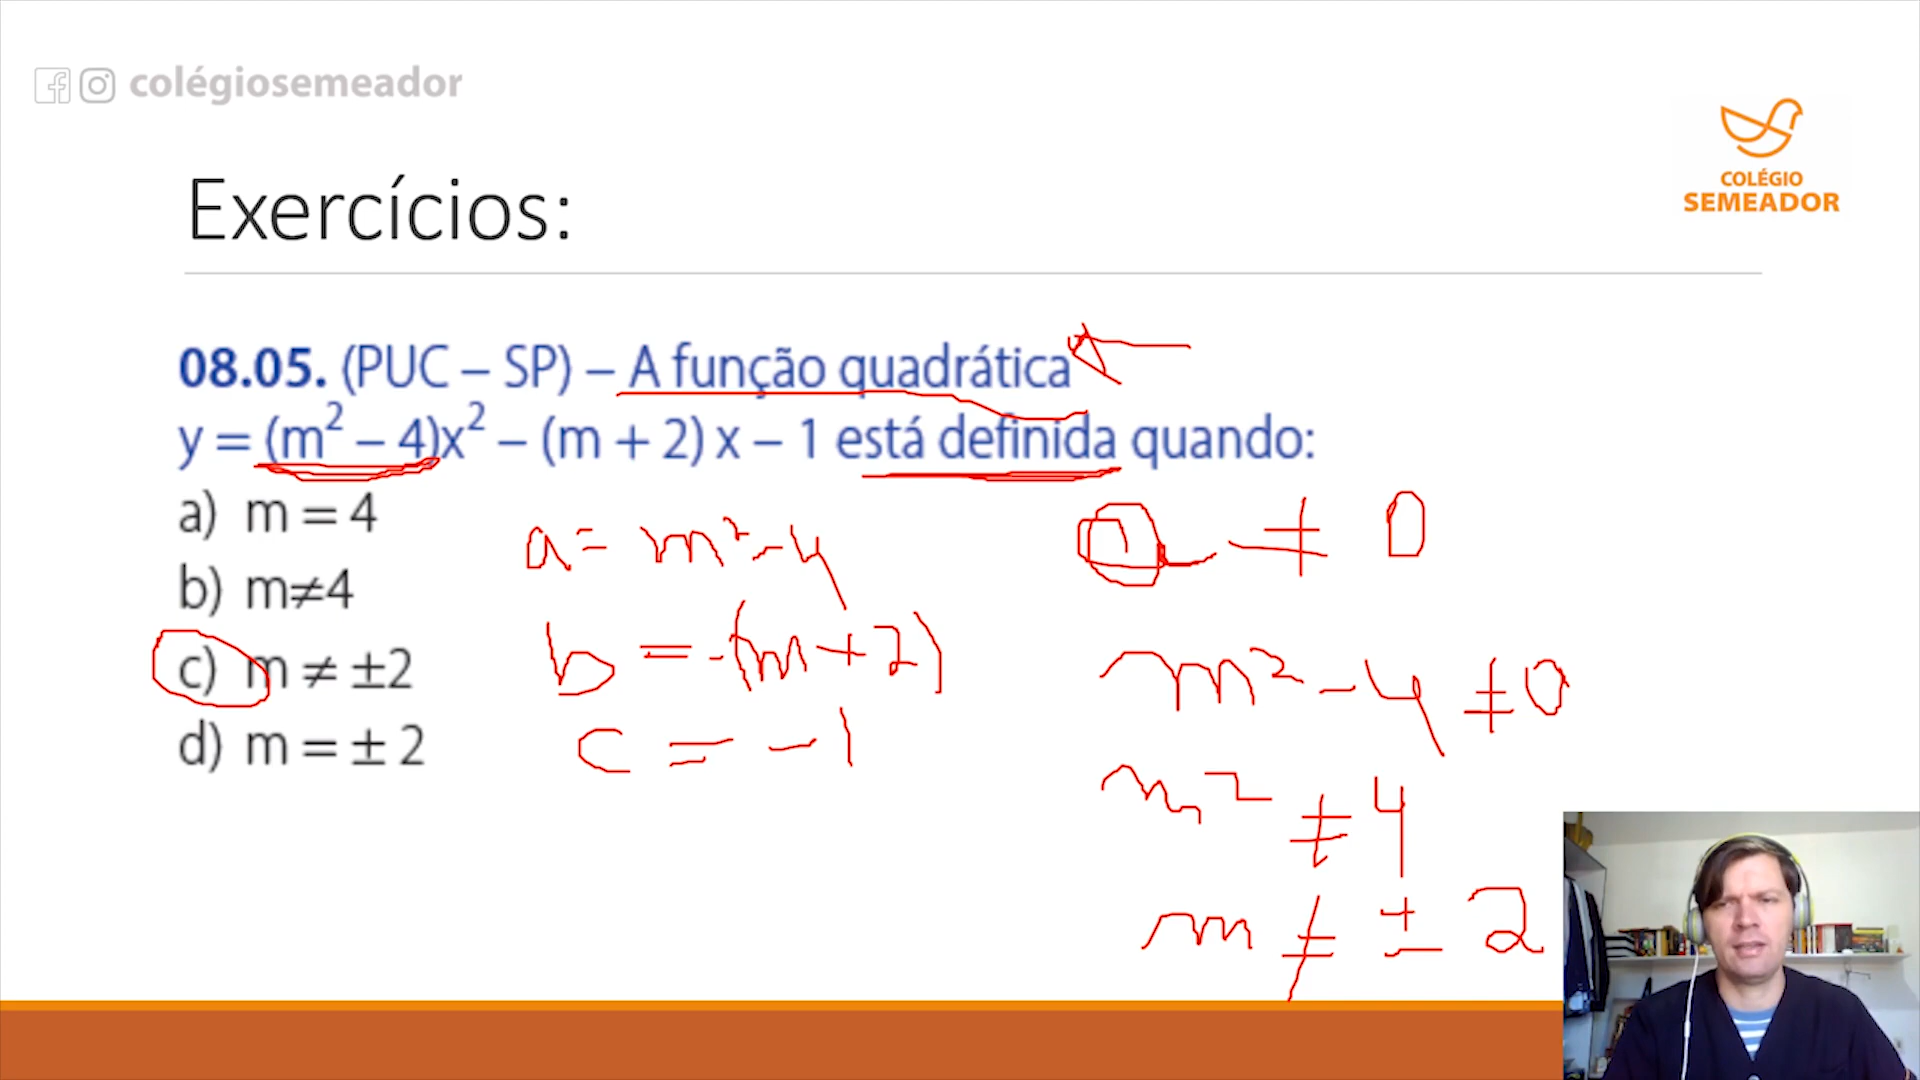 colégiosemeador
COLÉGIO
SEMEADOR
Exercícios:
08.05. (PUC – SP) – A função quadrática
y = (m² – 4)x² – (m + 2) x – 1 está definida quando:
a) m = 4
b) m≠4
c) m ≠ ±2
d) m = ± 2
a = m² - 4
b = -(m + 2)
c = -1
a ≠ 0
m² - 4 ≠ 0
m² ≠ 4
m ≠ ± 2